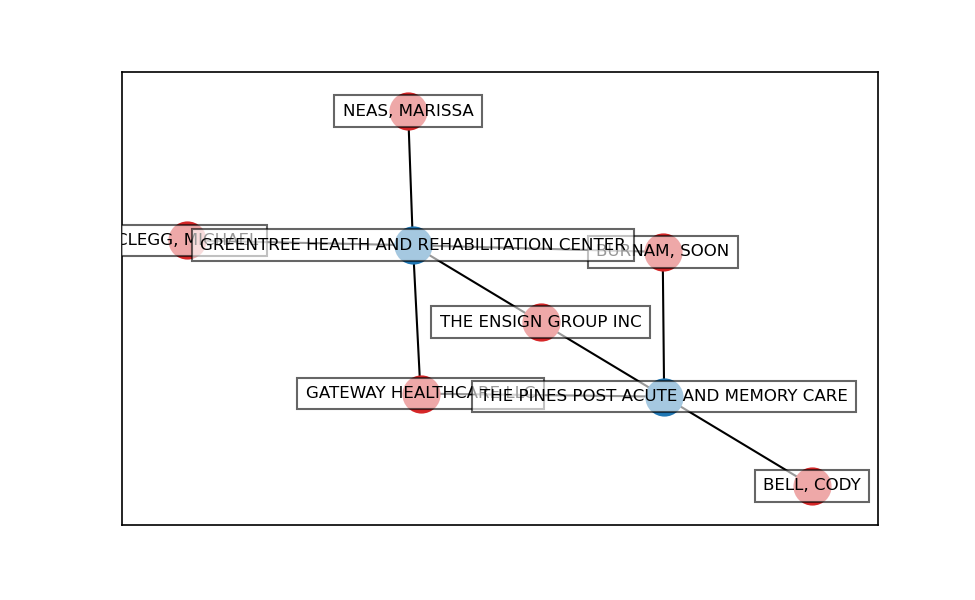 NEAS, MARISSA
CLEGG, MICHAEL
GREENTREE HEALTH AND REHABILITATION CENTER
BURNAM, SOON
THE ENSIGN GROUP INC
GATEWAY HEALTHCARE LLC
THE PINES POST ACUTE AND MEMORY CARE
BELL, CODY